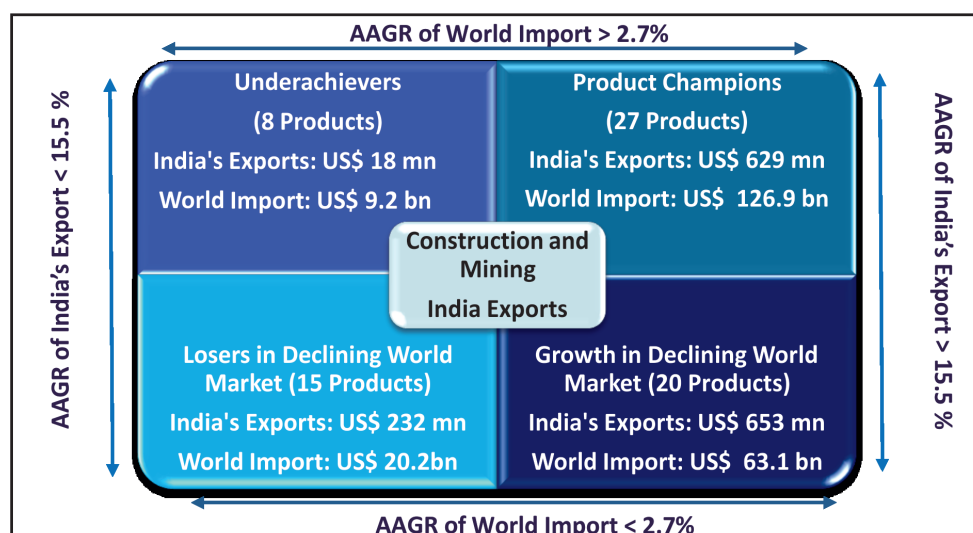 AAGR of World Import > 2.7%
AAGR of India's Export < 15.5 %
Underachievers
(8 Products)
India's Exports: US$ 18 mn
World Import: US$ 9.2 bn
Product Champions
(27 Products)
India's Exports: US$ 629 mn
World Import: US$ 126.9 bn
AAGR of India's Export > 15.5 %
Construction and
Mining
India Exports
Losers in Declining World
Market (15 Products)
India's Exports: US$ 232 mn
World Import: US$ 20.2bn
Growth in Declining World
Market (20 Products)
India's Exports: US$ 653 mn
World Import: US$ 63.1 bn
AAGR of World Import < 2.7%